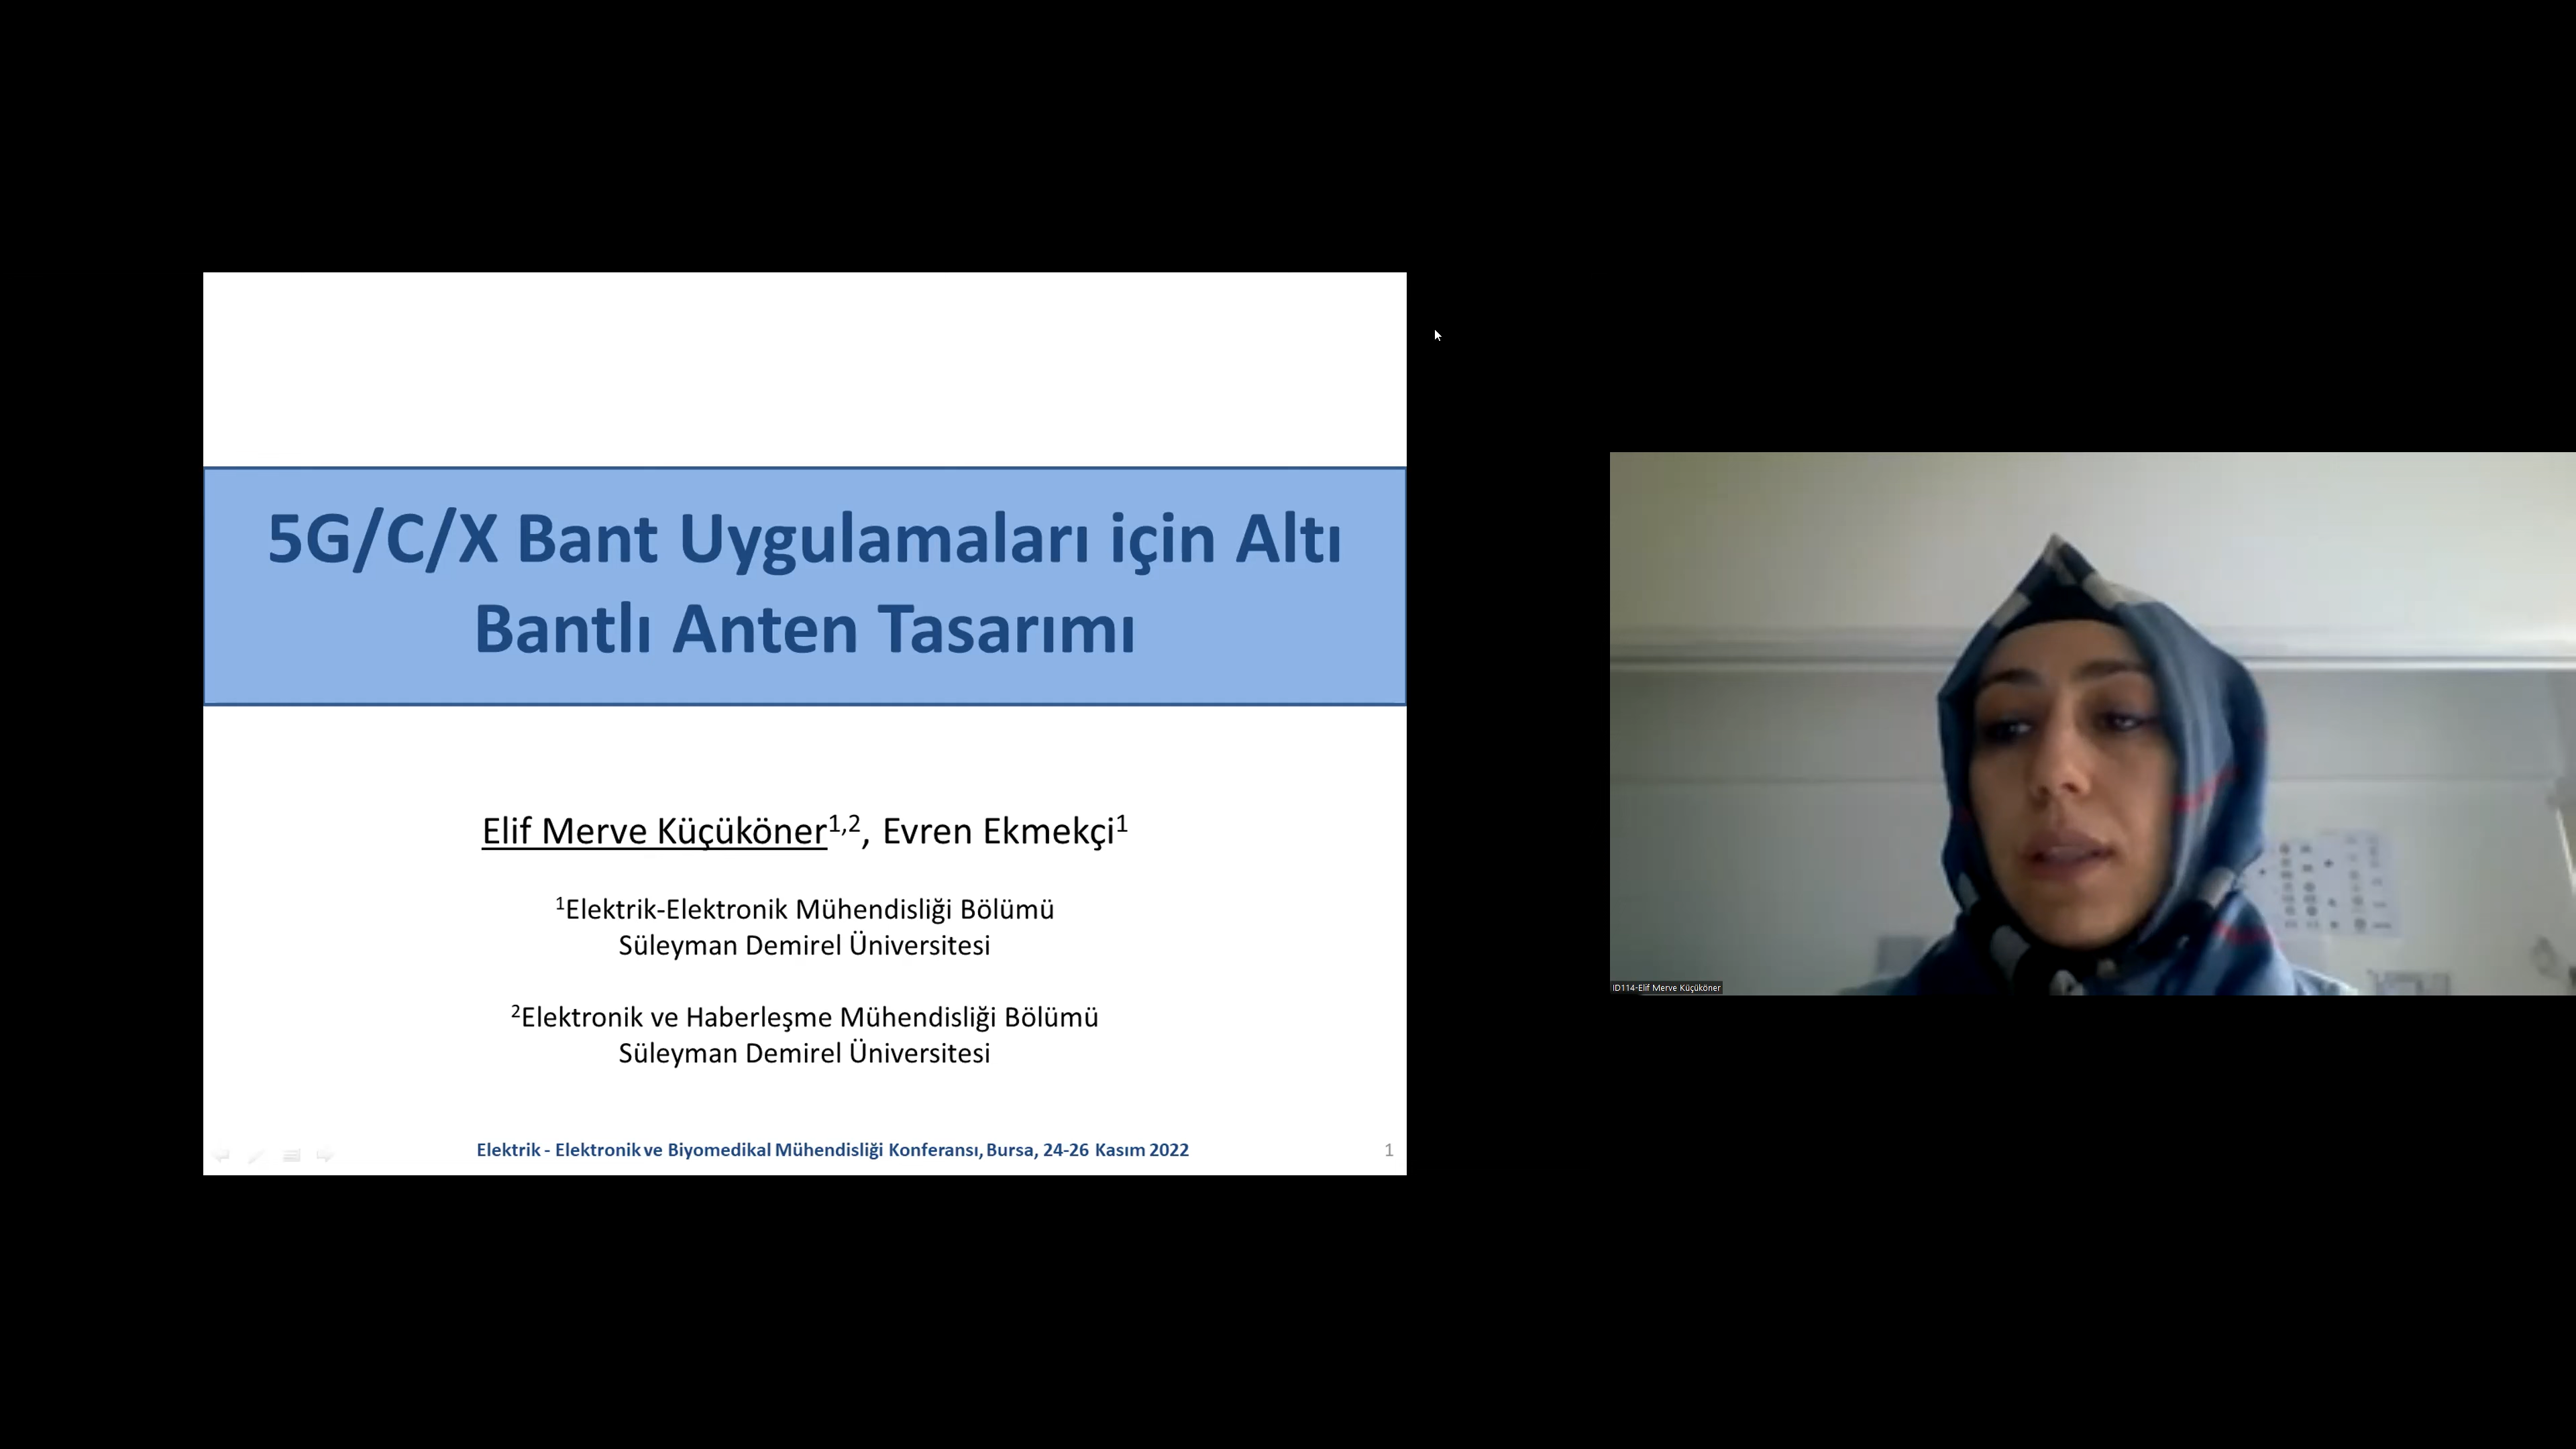 5G/C/X Bant Uygulamaları için Altı
Bantlı Anten Tasarımı
Elif Merve Küçüköner1,2, Evren Ekmekçi1
1Elektrik-Elektronik Mühendisliği Bölümü
Süleyman Demirel Üniversitesi
2Elektronik ve Haberleşme Mühendisliği Bölümü
Süleyman Demirel Üniversitesi
Elektrik - Elektronik ve Biyomedikal Mühendisliği Konferansı, Bursa, 24-26 Kasım 2022
1
ID114-Elif Merve Küçüköner